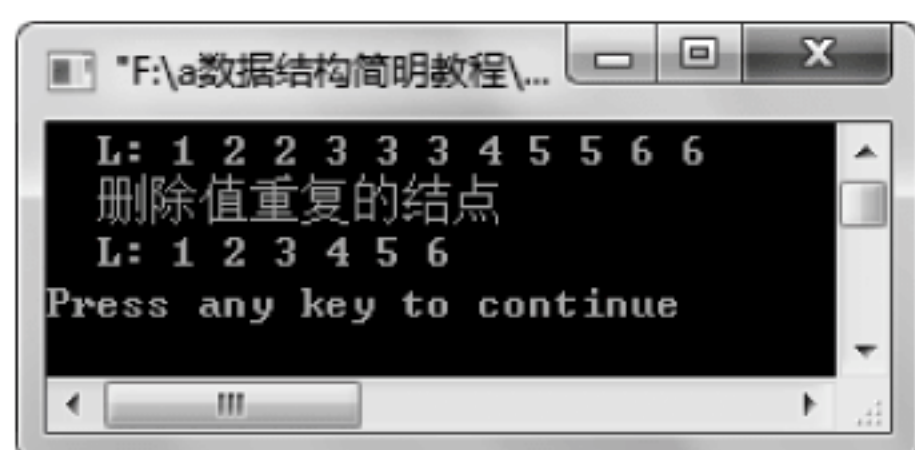 "F:\a数据结构简明教程\...
L: 1 2 2 3 3 3 4 5 5 6 6
删除值重复的结点
L: 1 2 3 4 5 6
Press any key to continue